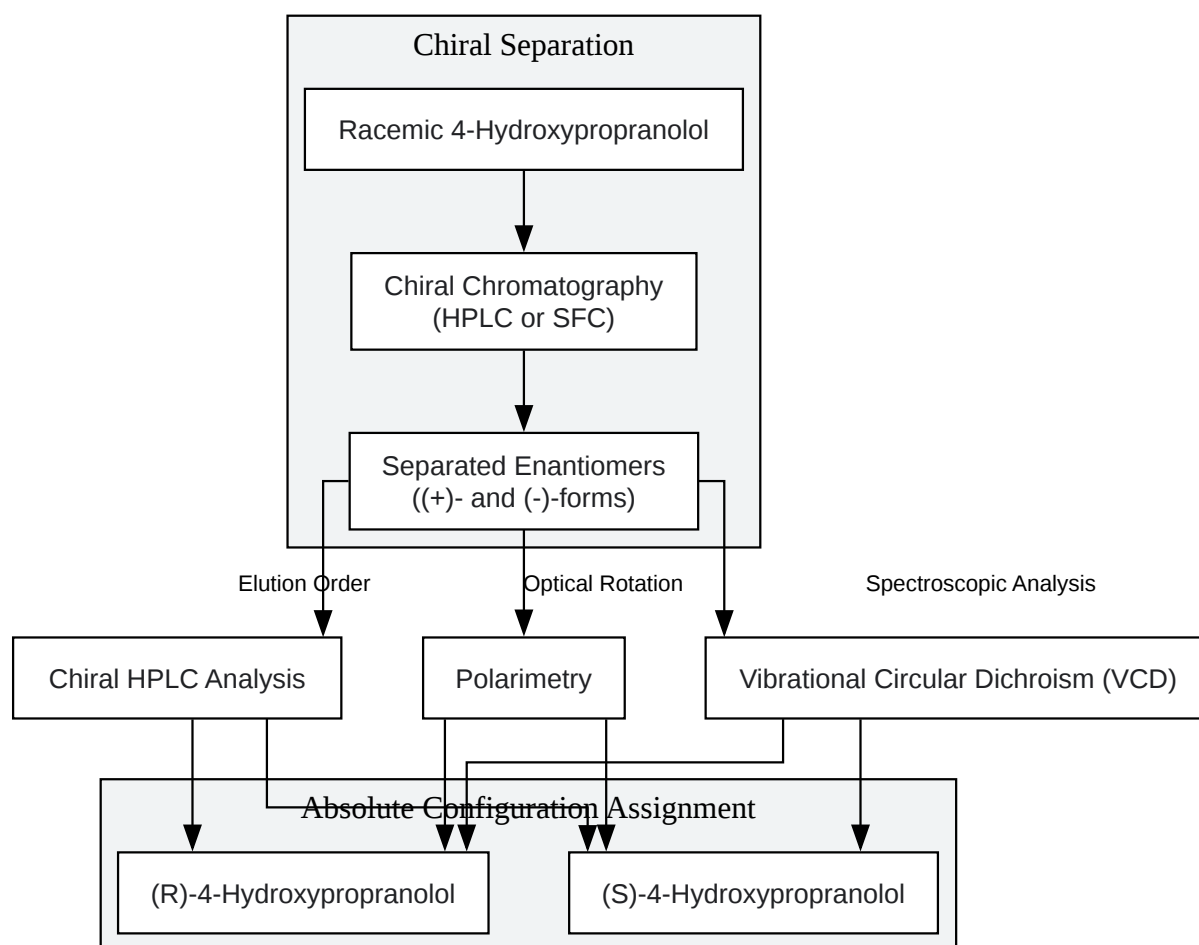 Chiral Separation
Racemic 4-Hydroxypropranolol
Chiral Chromatography
(HPLC or SFC)
Separated Enantiomers
((+)- and (-)-forms)
Elution Order
Optical Rotation
Spectroscopic Analysis
Chiral HPLC Analysis
Polarimetry
Vibrational Circular Dichroism (VCD)
Absolute Configuration Assignment
(R)-4-Hydroxypropranolol
(S)-4-Hydroxypropranolol